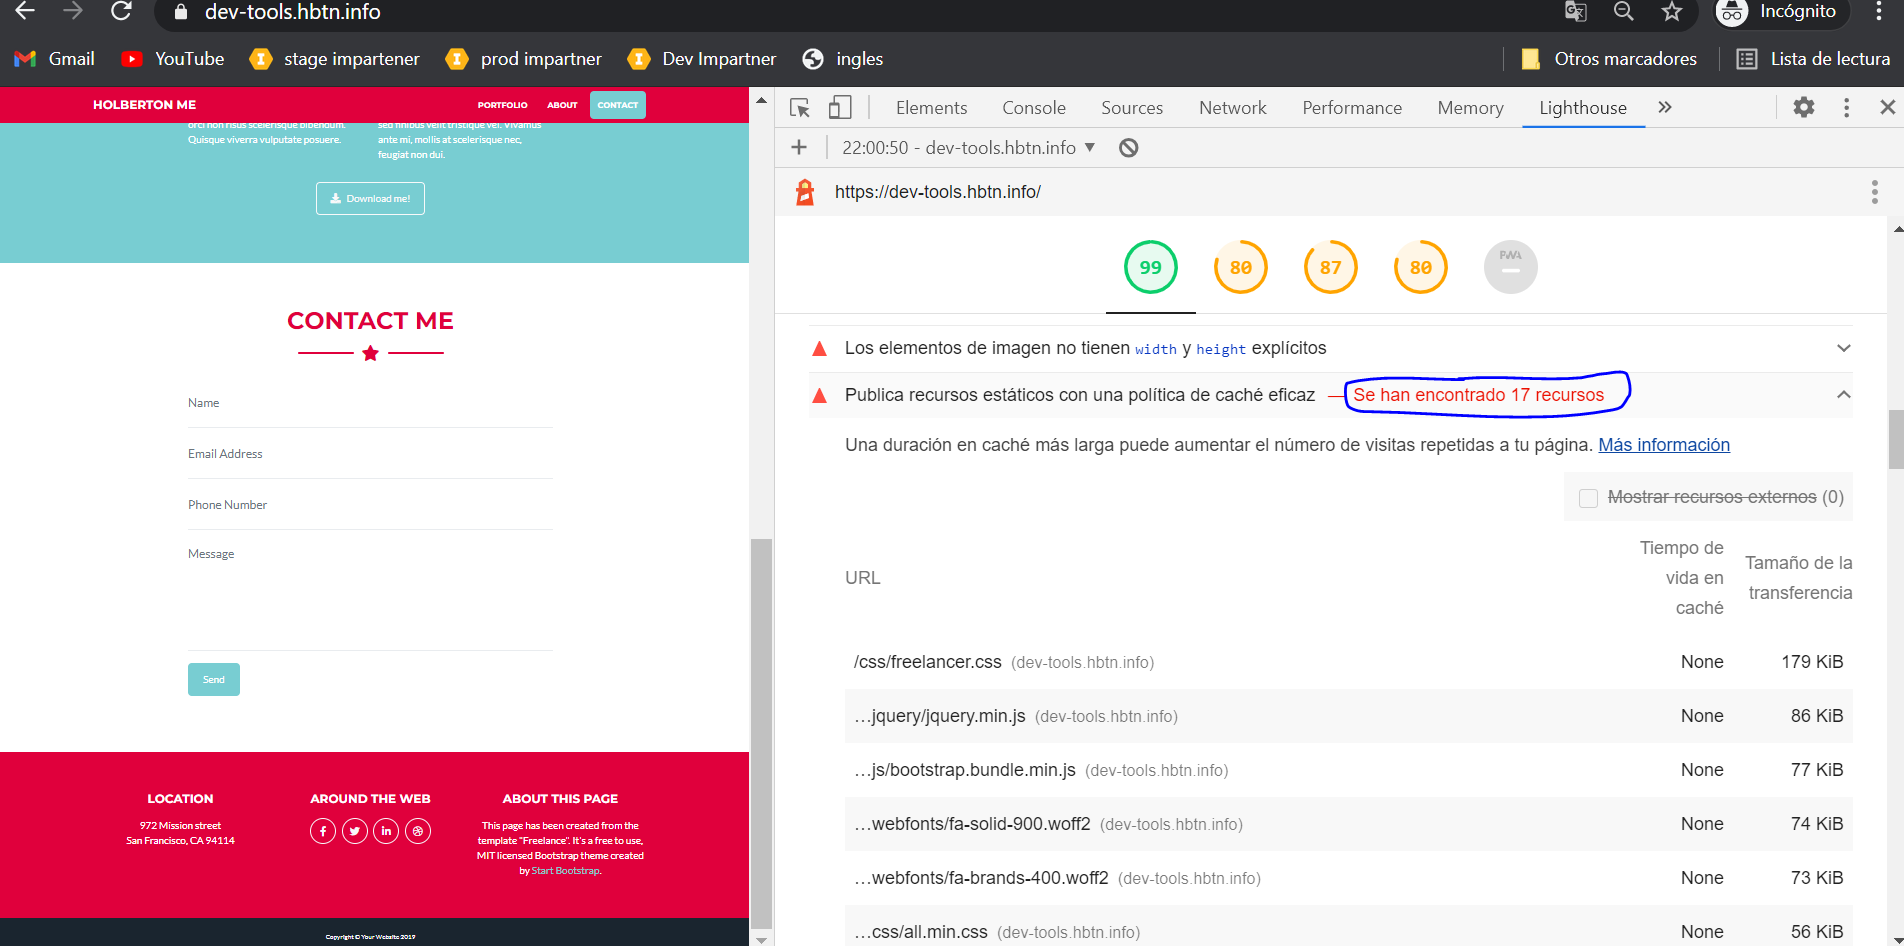 dev-tools.hbtn.info
Incógnito
Gmail
YouTube
stage impartener
prod impartner
Dev Impartner
ingles
Otros marcadores
Lista de lectura
HOLBERTON ME
PORTFOLIO
ABOUT
CONTACT
orci non risus scelerisque bibendum.
Quisque viverra vulputate posuere.
sed finibus velit tristique vel. Vivamus
ante mi, mollis at scelerisque nec,
feugiat non dui.
Download me!
CONTACT ME
Name
Email Address
Phone Number
Message
Send
LOCATION
972 Mission street
San Francisco, CA 94114
AROUND THE WEB
ABOUT THIS PAGE
This page has been created from the
template "Freelance". It's a free to use,
MIT licensed Bootstrap theme created
by Start Bootstrap.
Copyright © Your Website 2019
Elements
Console
Sources
Network
Performance
Memory
Lighthouse
22:00:50 - dev-tools.hbtn.info
https://dev-tools.hbtn.info/
99
80
87
80
PWA
Los elementos de imagen no tienen width y height explícitos
Publica recursos estáticos con una política de caché eficaz — Se han encontrado 17 recursos
Una duración en caché más larga puede aumentar el número de visitas repetidas a tu página. Más información
Mostrar recursos externos (0)
URL
Tiempo de
vida en
caché
Tamaño de la
transferencia
/css/freelancer.css (dev-tools.hbtn.info) None 179 KiB
…jquery/jquery.min.js (dev-tools.hbtn.info) None 86 KiB
…js/bootstrap.bundle.min.js (dev-tools.hbtn.info) None 77 KiB
…webfonts/fa-solid-900.woff2 (dev-tools.hbtn.info) None 74 KiB
…webfonts/fa-brands-400.woff2 (dev-tools.hbtn.info) None 73 KiB
…css/all.min.css (dev-tools.hbtn.info) None 56 KiB